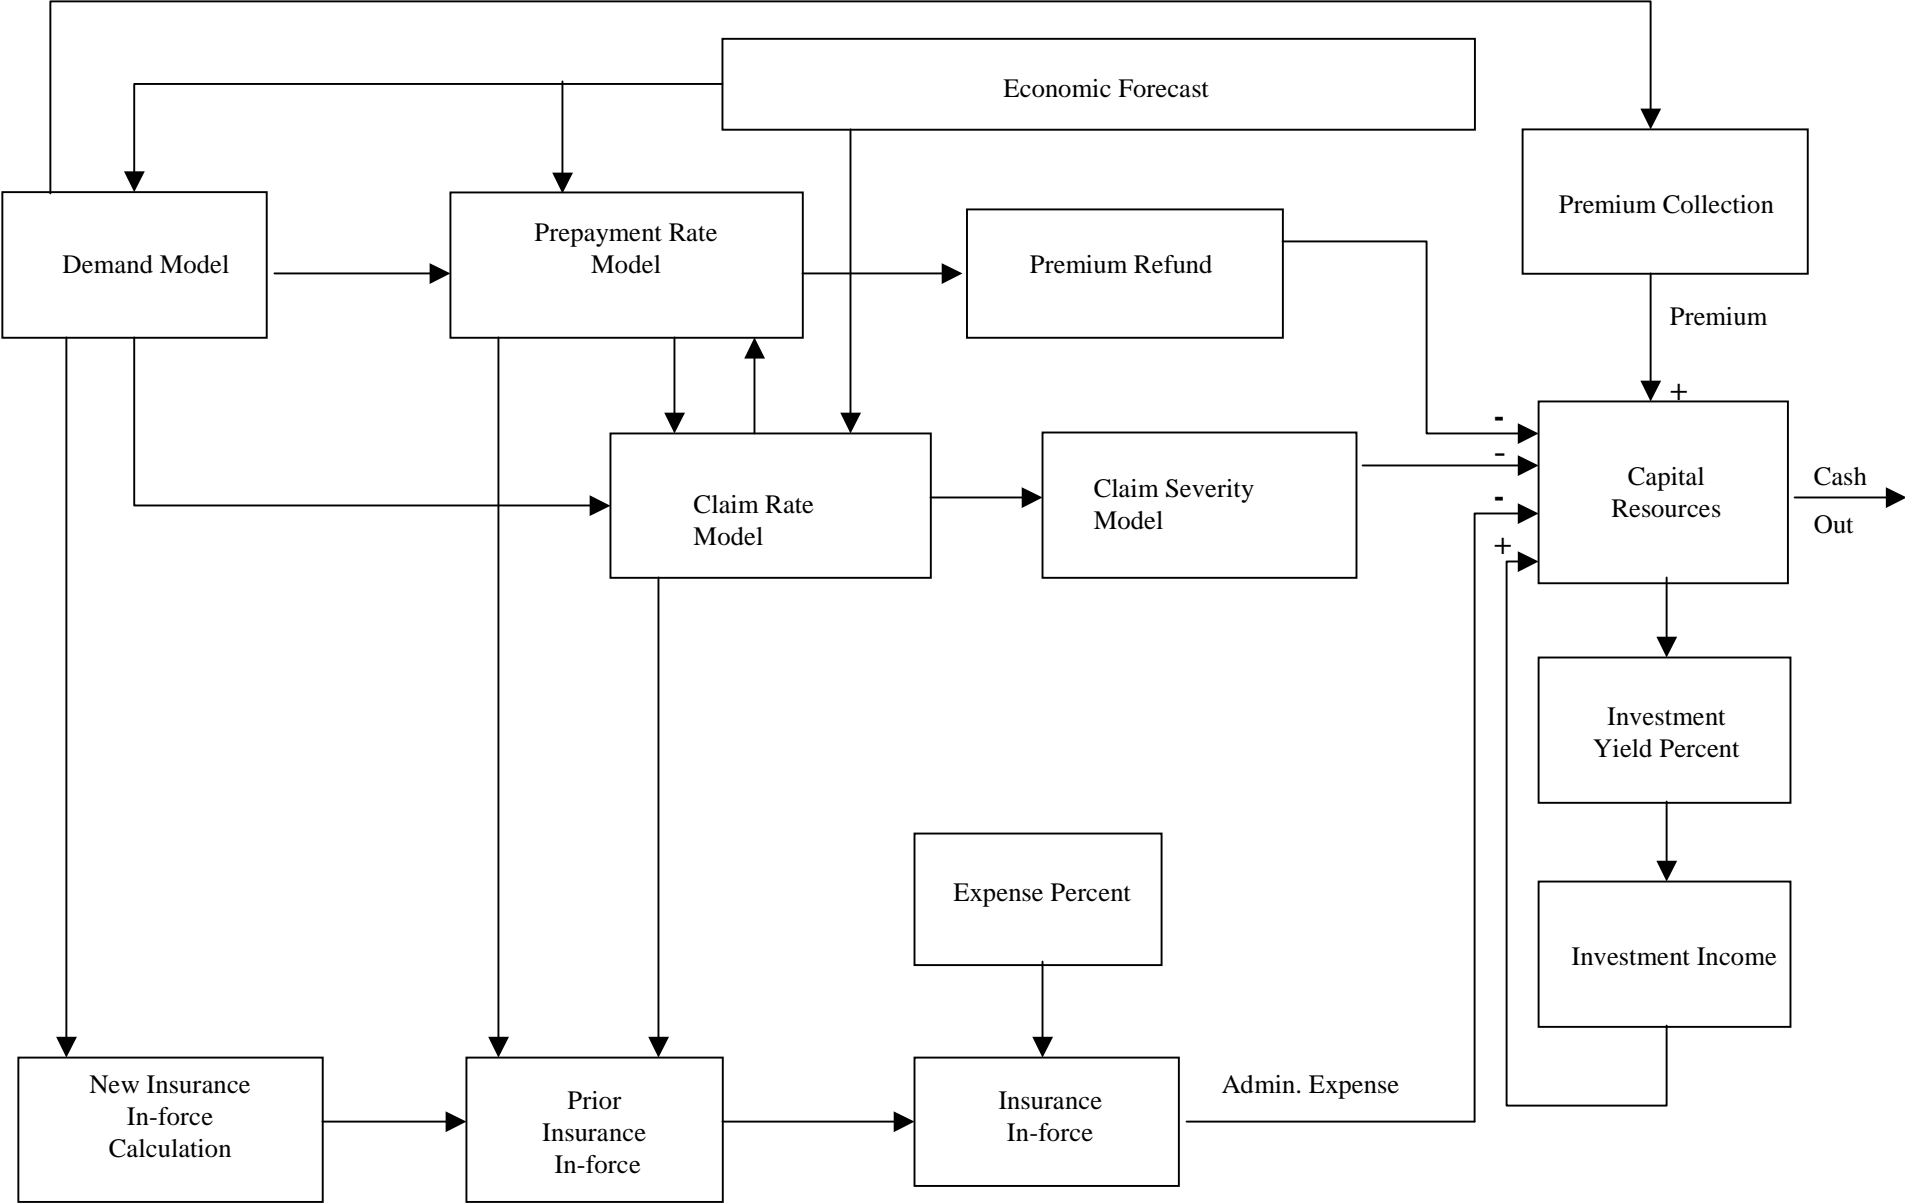 Economic Forecast
Premium Collection
Demand Model
Prepayment Rate
Model
Premium Refund
Premium
+
-
-
-
+
Claim Rate
Model
Claim Severity
Model
Capital
Resources
Cash
Out
Investment
Yield Percent
Expense Percent
Investment Income
New Insurance
In-force
Calculation
Prior
Insurance
In-force
Insurance
In-force
Admin. Expense